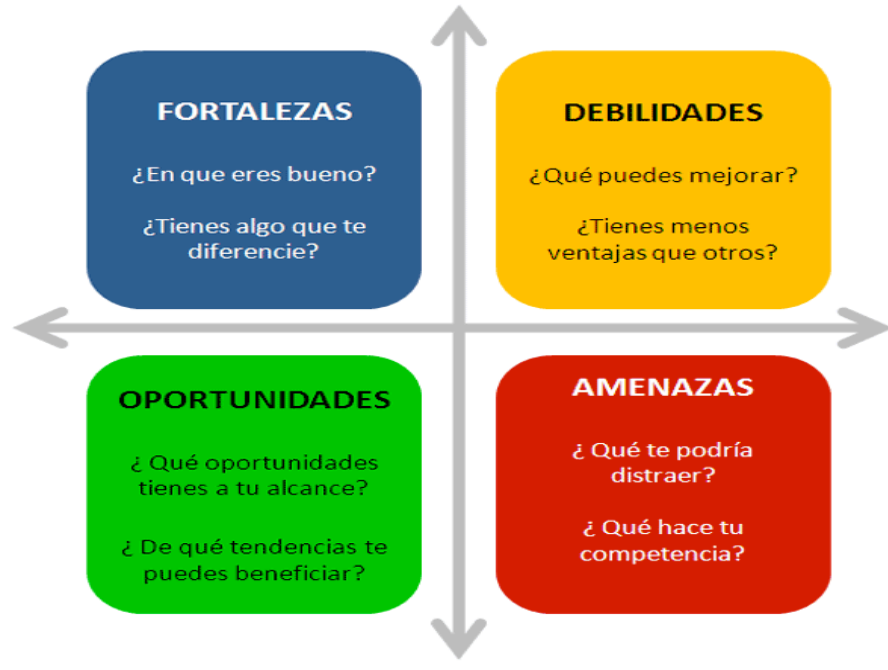 FORTALEZAS
¿En que eres bueno?
¿Tienes algo que te
diferencie?
DEBILIDADES
¿Qué puedes mejorar?
¿Tienes menos
ventajas que otros?
OPORTUNIDADES
¿ Qué oportunidades
tienes a tu alcance?
¿ De qué tendencias te
puedes beneficiar?
AMENAZAS
¿ Qué te podría
distraer?
¿ Qué hace tu
competencia?